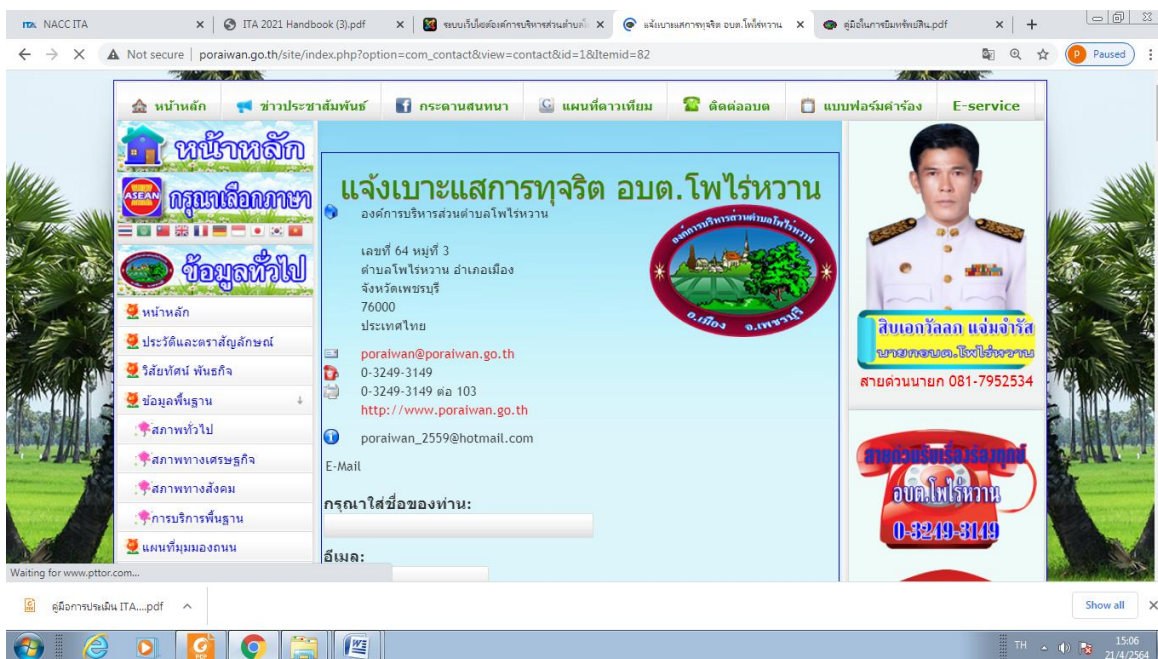 NACC ITA
ITA 2021 Handbook (3).pdf
แจ้งเบาะแสการทุจริต อบต.โพไร่หวาน
Not secure
poraiwan.go.th/site/index.php?option=com_contact&view=contact&id=1&Itemid=82
Paused
หน้าหลัก
ข่าวประชาสัมพันธ์
กระดานสนทนา
แผนที่ดาวเทียม
ติดต่ออบต
แบบฟอร์มคำร้อง
E-service
หน้าหลัก
ASEAN
กรุณาเลือกภาษา
ข้อมูลทั่วไป
หน้าหลัก
ประวัติและตราสัญลักษณ์
วิสัยทัศน์ พันธกิจ
ข้อมูลพื้นฐาน
สภาพทั่วไป
สภาพทางเศรษฐกิจ
สภาพทางสังคม
การบริการพื้นฐาน
แผนที่มุมมองถนน
แจ้งเบาะแสการทุจริต อบต.โพไร่หวาน
องค์การบริหารส่วนตำบลโพไร่หวาน
เลขที่ 64 หมู่ที่ 3
ตำบลโพไร่หวาน อำเภอเมือง
จังหวัดเพชรบุรี
76000
ประเทศไทย
poraiwan@poraiwan.go.th
0-3249-3149
0-3249-3149 ต่อ 103
http://www.poraiwan.go.th
poraiwan_2559@hotmail.com
E-Mail
กรุณาใส่ชื่อของท่าน:
อีเมล:
องค์การบริหารส่วนตำบลโพไร่หวาน
อ.เมือง จ.เพชรบุรี
สิบเอกวัลลภ แจ่มจำรัส
นายกอบต.โพไร่หวาน
สายด่วนนายก 081-7952534
สายด่วนรับเรื่องร้องทุกข์
อบต.โพไร่หวาน
0-3249-3149
Waiting for www.pttor.com...
คู่มือการประเมิน ITA....pdf
Show all
TH
15:06
21/4/2564